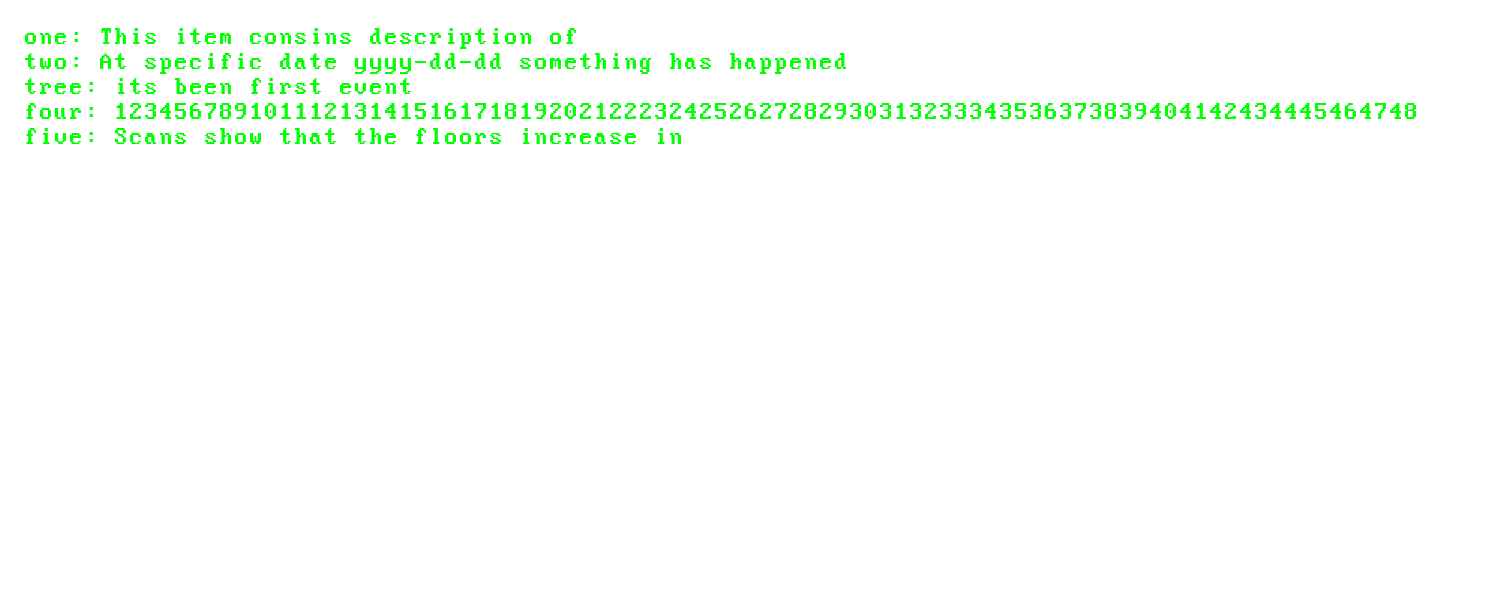 one: This item consins description of
two: At specific date yyyy-dd-dd something has happened
tree: its been first event
four: 123456789101112131415161718192021222324252627282930313233343536373839404142434445464748
five: Scans show that the floors increase in